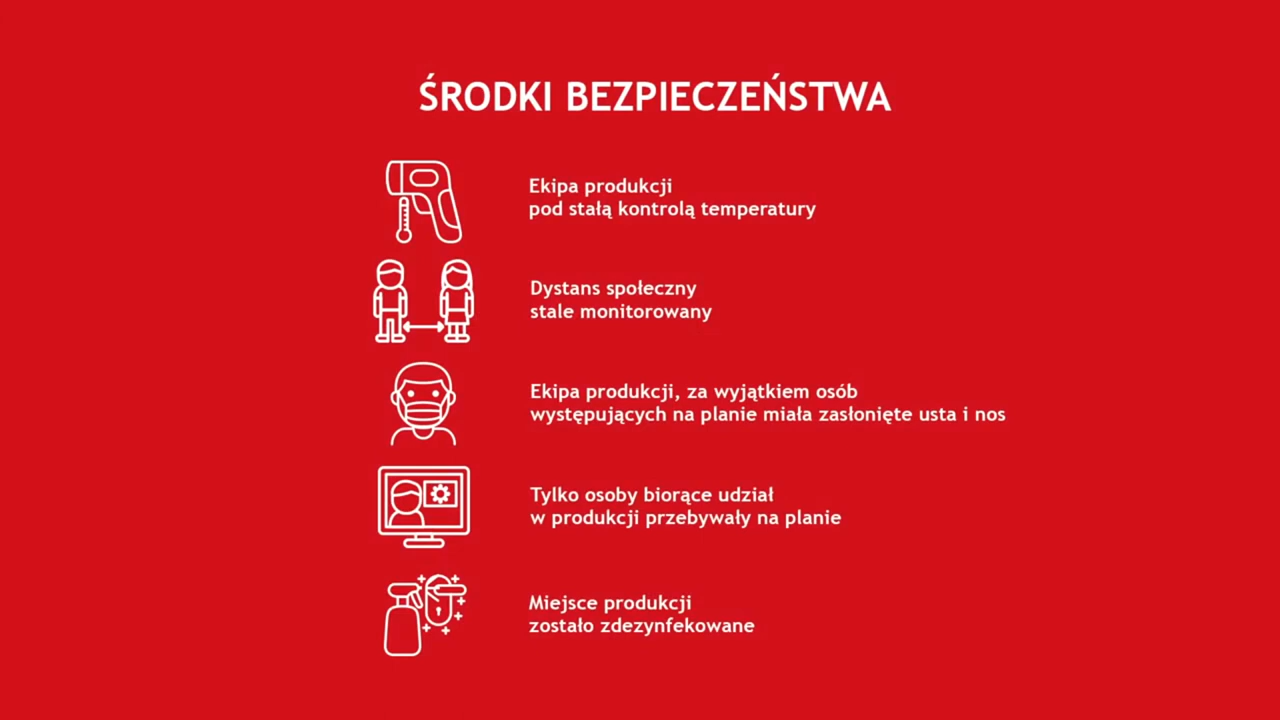 ŚRODKI BEZPIECZEŃSTWA
Ekipa produkcji
pod stałą kontrolą temperatury
Dystans społeczny
stale monitorowany
Ekipa produkcji, za wyjątkiem osób
występujących na planie miała zasłonięte usta i nos
Tylko osoby biorące udział
w produkcji przebywały na planie
Miejsce produkcji
zostało zdezynfekowane